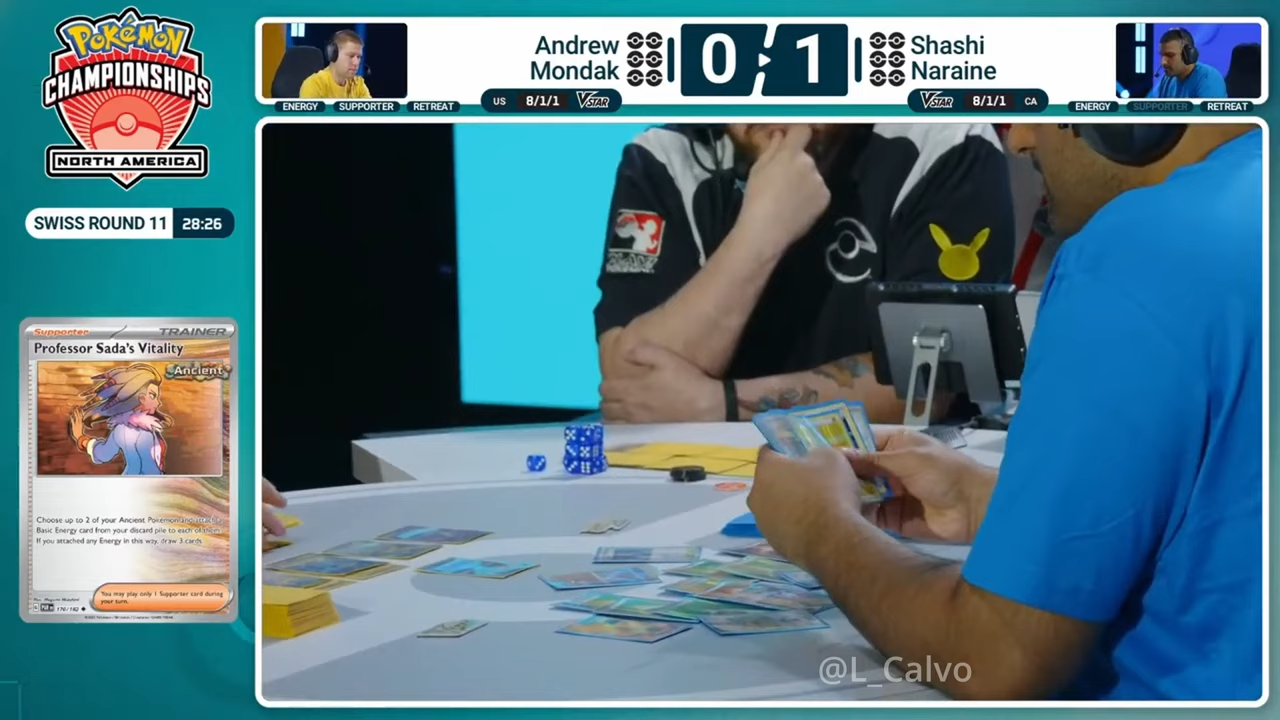 Pokémon
CHAMPIONSHIPS
NORTH AMERICA
SWISS ROUND 11 28:26
Andrew
Mondak
0 1
Shashi
Naraine
ENERGY SUPPORTER RETREAT
US 8/1/1 VSTAR
VSTAR 8/1/1 CA
ENERGY SUPPORTER RETREAT
Supporter TRAINER
Professor Sada's Vitality
Ancient
Choose up to 2 of your Ancient Pokémon and attach a
Basic Energy card from your discard pile to each of them.
If you attached any Energy in this way, draw 3 cards.
You may play only 1 Supporter card during
your turn.
176/182
@L_Calvo